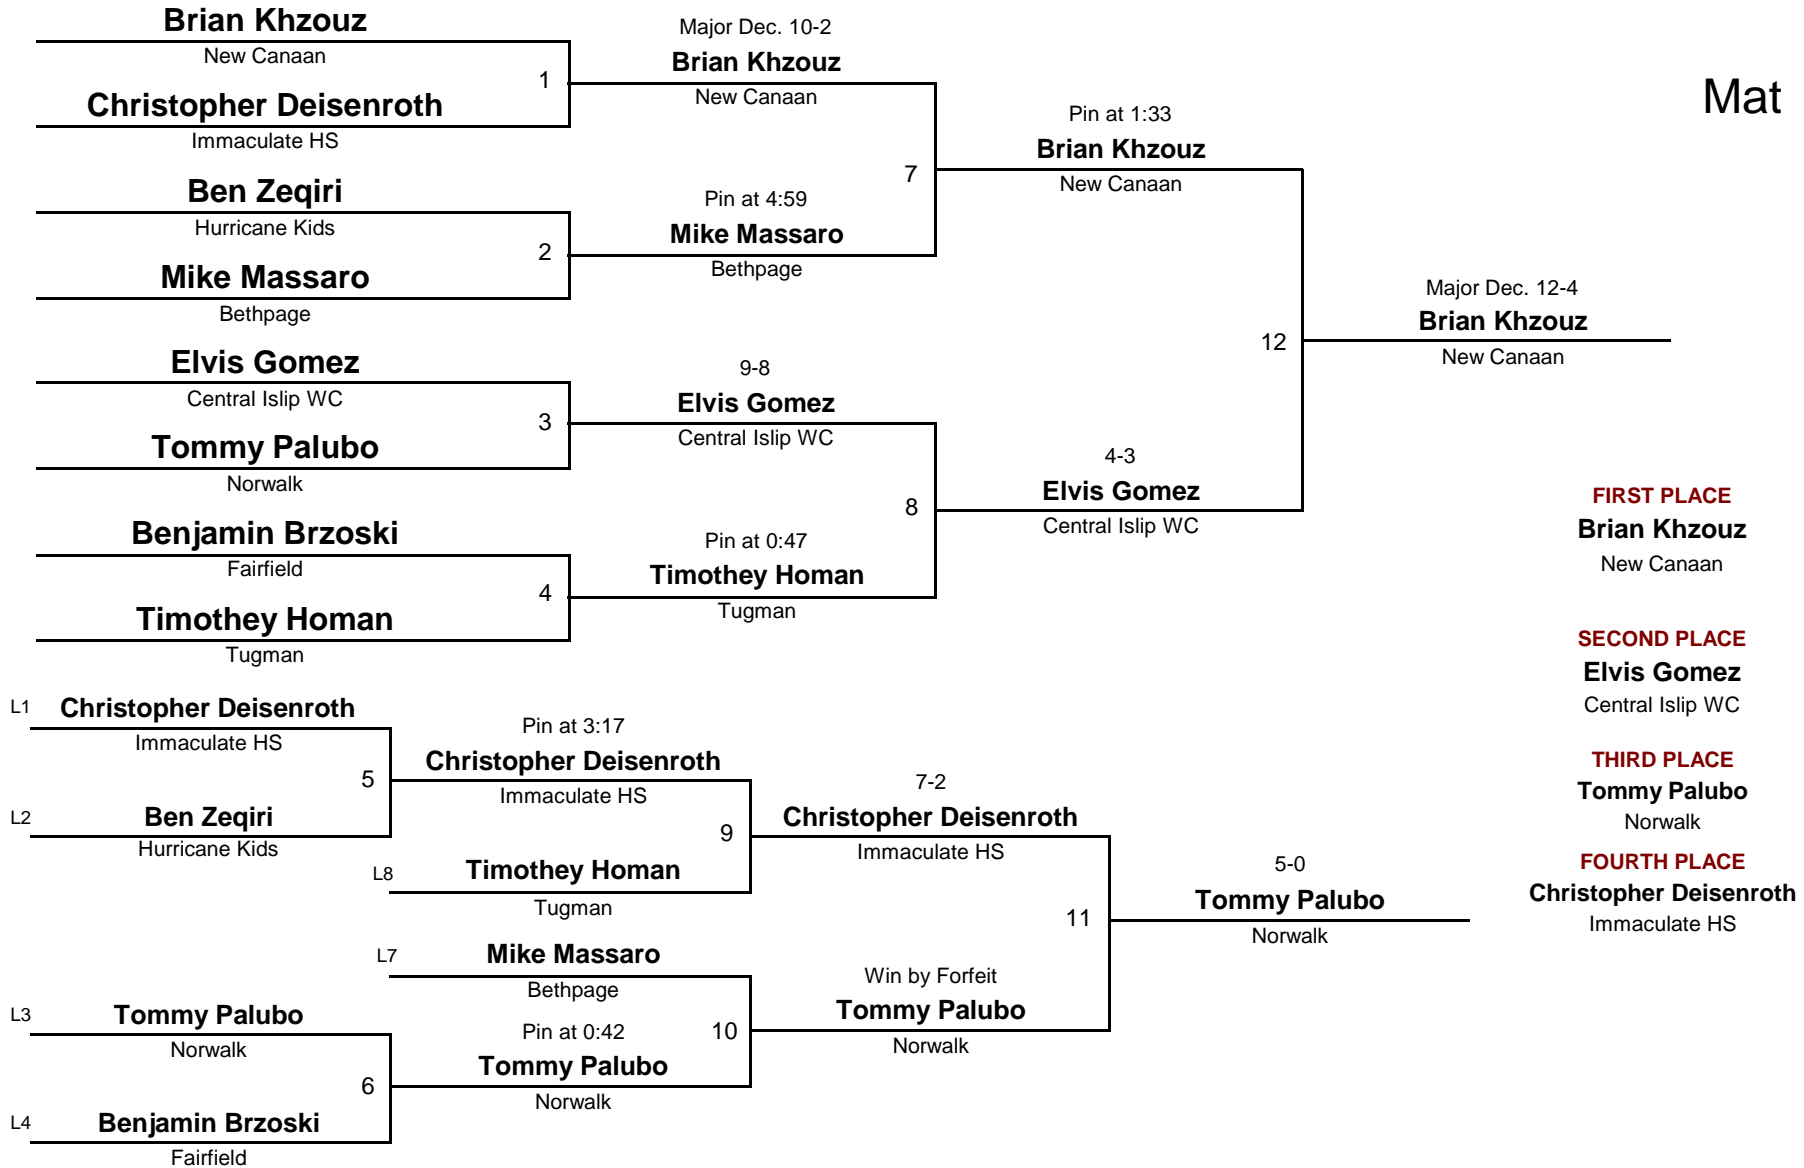 Brian Khzouz
New Canaan
1
Christopher Deisenroth
Immaculate HS
Ben Zeqiri
Hurricane Kids
2
Mike Massaro
Bethpage
Elvis Gomez
Central Islip WC
3
Tommy Palubo
Norwalk
Benjamin Brzoski
Fairfield
4
Timothey Homan
Tugman
Major Dec. 10-2
Brian Khzouz
New Canaan
7
Pin at 4:59
Mike Massaro
Bethpage
9-8
Elvis Gomez
Central Islip WC
8
Pin at 0:47
Timothey Homan
Tugman
Pin at 1:33
Brian Khzouz
New Canaan
12
4-3
Elvis Gomez
Central Islip WC
Major Dec. 12-4
Brian Khzouz
New Canaan
Mat
FIRST PLACE
Brian Khzouz
New Canaan
SECOND PLACE
Elvis Gomez
Central Islip WC
THIRD PLACE
Tommy Palubo
Norwalk
FOURTH PLACE
Christopher Deisenroth
Immaculate HS
L1 Christopher Deisenroth
Immaculate HS
5
L2 Ben Zeqiri
Hurricane Kids
L3 Tommy Palubo
Norwalk
6
L4 Benjamin Brzoski
Fairfield
Pin at 3:17
Christopher Deisenroth
Immaculate HS
9
L8 Timothey Homan
Tugman
L7 Mike Massaro
Bethpage
10
Pin at 0:42
Tommy Palubo
Norwalk
7-2
Christopher Deisenroth
Immaculate HS
11
Win by Forfeit
Tommy Palubo
Norwalk
5-0
Tommy Palubo
Norwalk